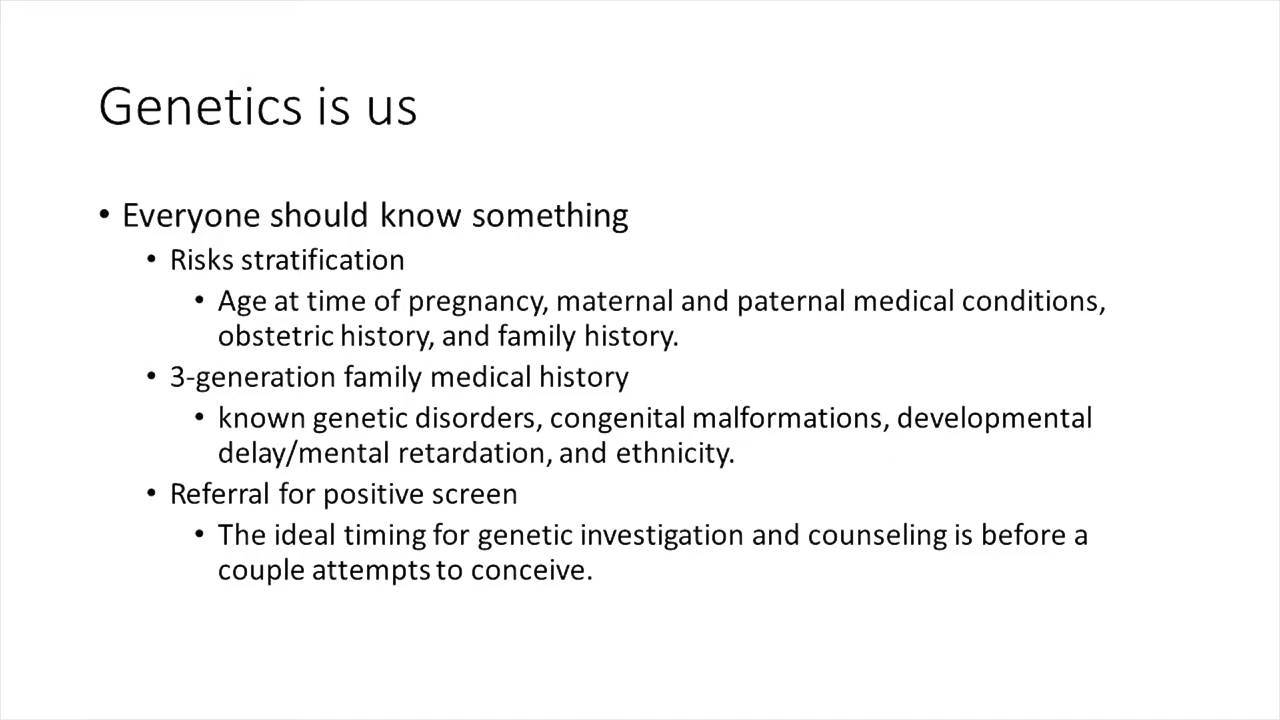 Genetics is us
• Everyone should know something
• Risks stratification
• Age at time of pregnancy, maternal and paternal medical conditions,
obstetric history, and family history.
• 3-generation family medical history
• known genetic disorders, congenital malformations, developmental
delay/mental retardation, and ethnicity.
• Referral for positive screen
• The ideal timing for genetic investigation and counseling is before a
couple attempts to conceive.